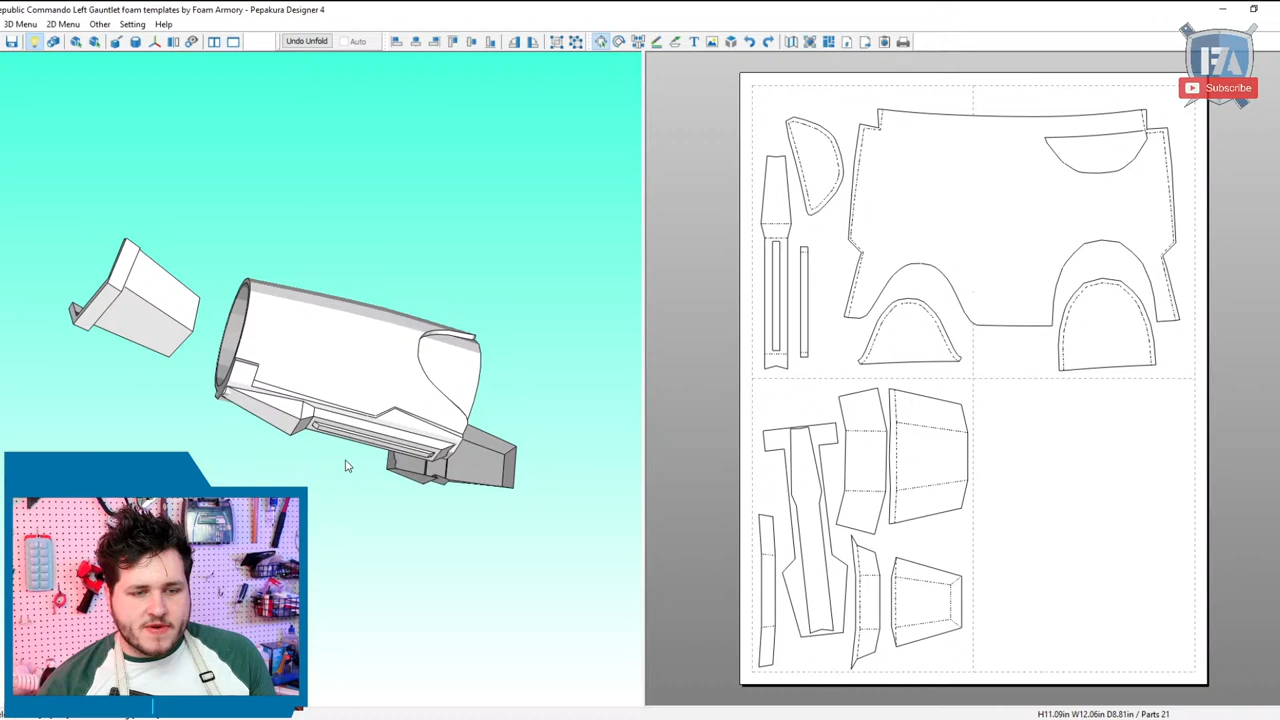 epublic Commando Left Gauntlet foam templates by Foam Armory - Pepakura Designer 4
3D Menu 2D Menu Other Setting Help
Undo Unfold Auto
FA
Subscribe
H11.09in W12.06in D8.81in / Parts 21